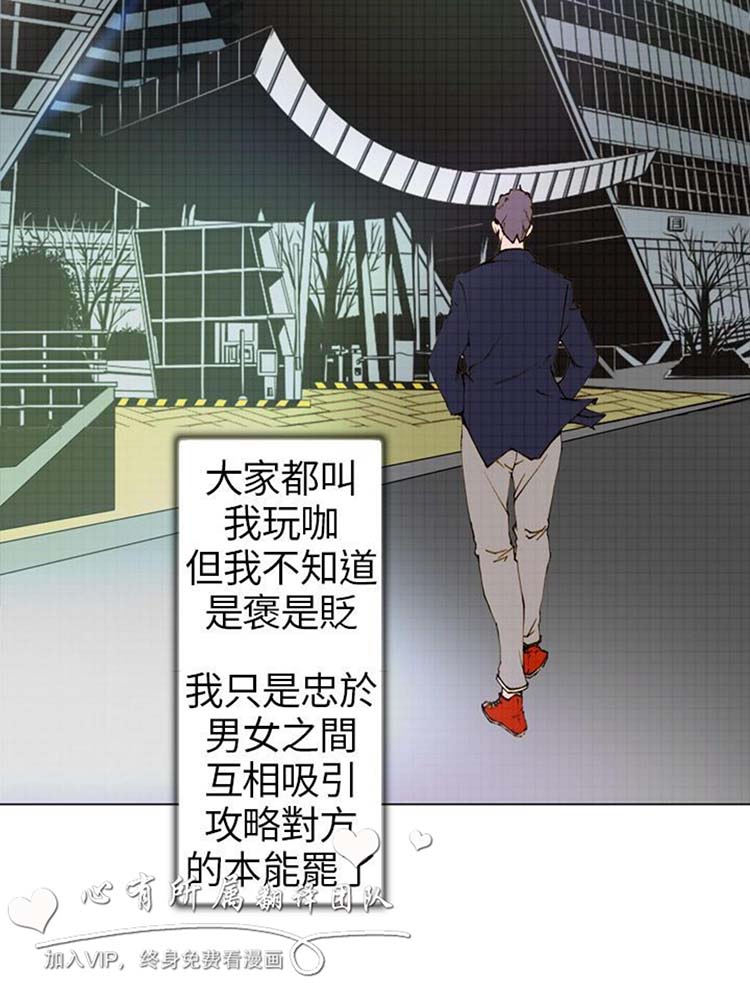 大家都叫
我玩咖
但我不知道
是褒是貶
我只是忠於
男女之間
互相吸引
攻略對方
的本能罷了
心有所属翻译团队
加入VIP，终身免费看漫画